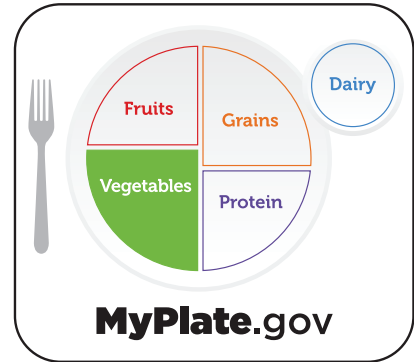 Dairy
Fruits
Grains
Vegetables
Protein
MyPlate.gov